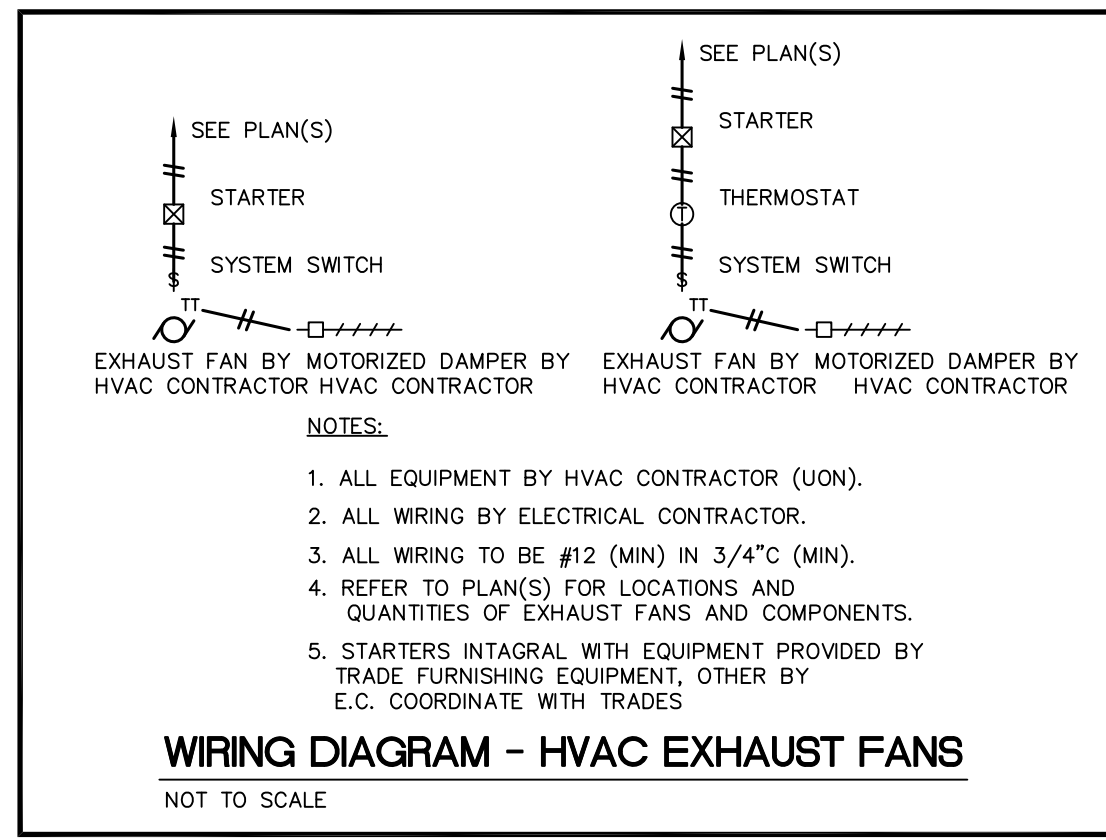 SEE PLAN(S)
STARTER
SYSTEM SWITCH
$
TT
EXHAUST FAN BY MOTORIZED DAMPER BY
HVAC CONTRACTOR HVAC CONTRACTOR
SEE PLAN(S)
STARTER
THERMOSTAT
T
SYSTEM SWITCH
$
TT
EXHAUST FAN BY MOTORIZED DAMPER BY
HVAC CONTRACTOR HVAC CONTRACTOR
NOTES:
1. ALL EQUIPMENT BY HVAC CONTRACTOR (UON).
2. ALL WIRING BY ELECTRICAL CONTRACTOR.
3. ALL WIRING TO BE #12 (MIN) IN 3/4"C (MIN).
4. REFER TO PLAN(S) FOR LOCATIONS AND
QUANTITIES OF EXHAUST FANS AND COMPONENTS.
5. STARTERS INTAGRAL WITH EQUIPMENT PROVIDED BY
TRADE FURNISHING EQUIPMENT, OTHER BY
E.C. COORDINATE WITH TRADES
WIRING DIAGRAM - HVAC EXHAUST FANS
NOT TO SCALE